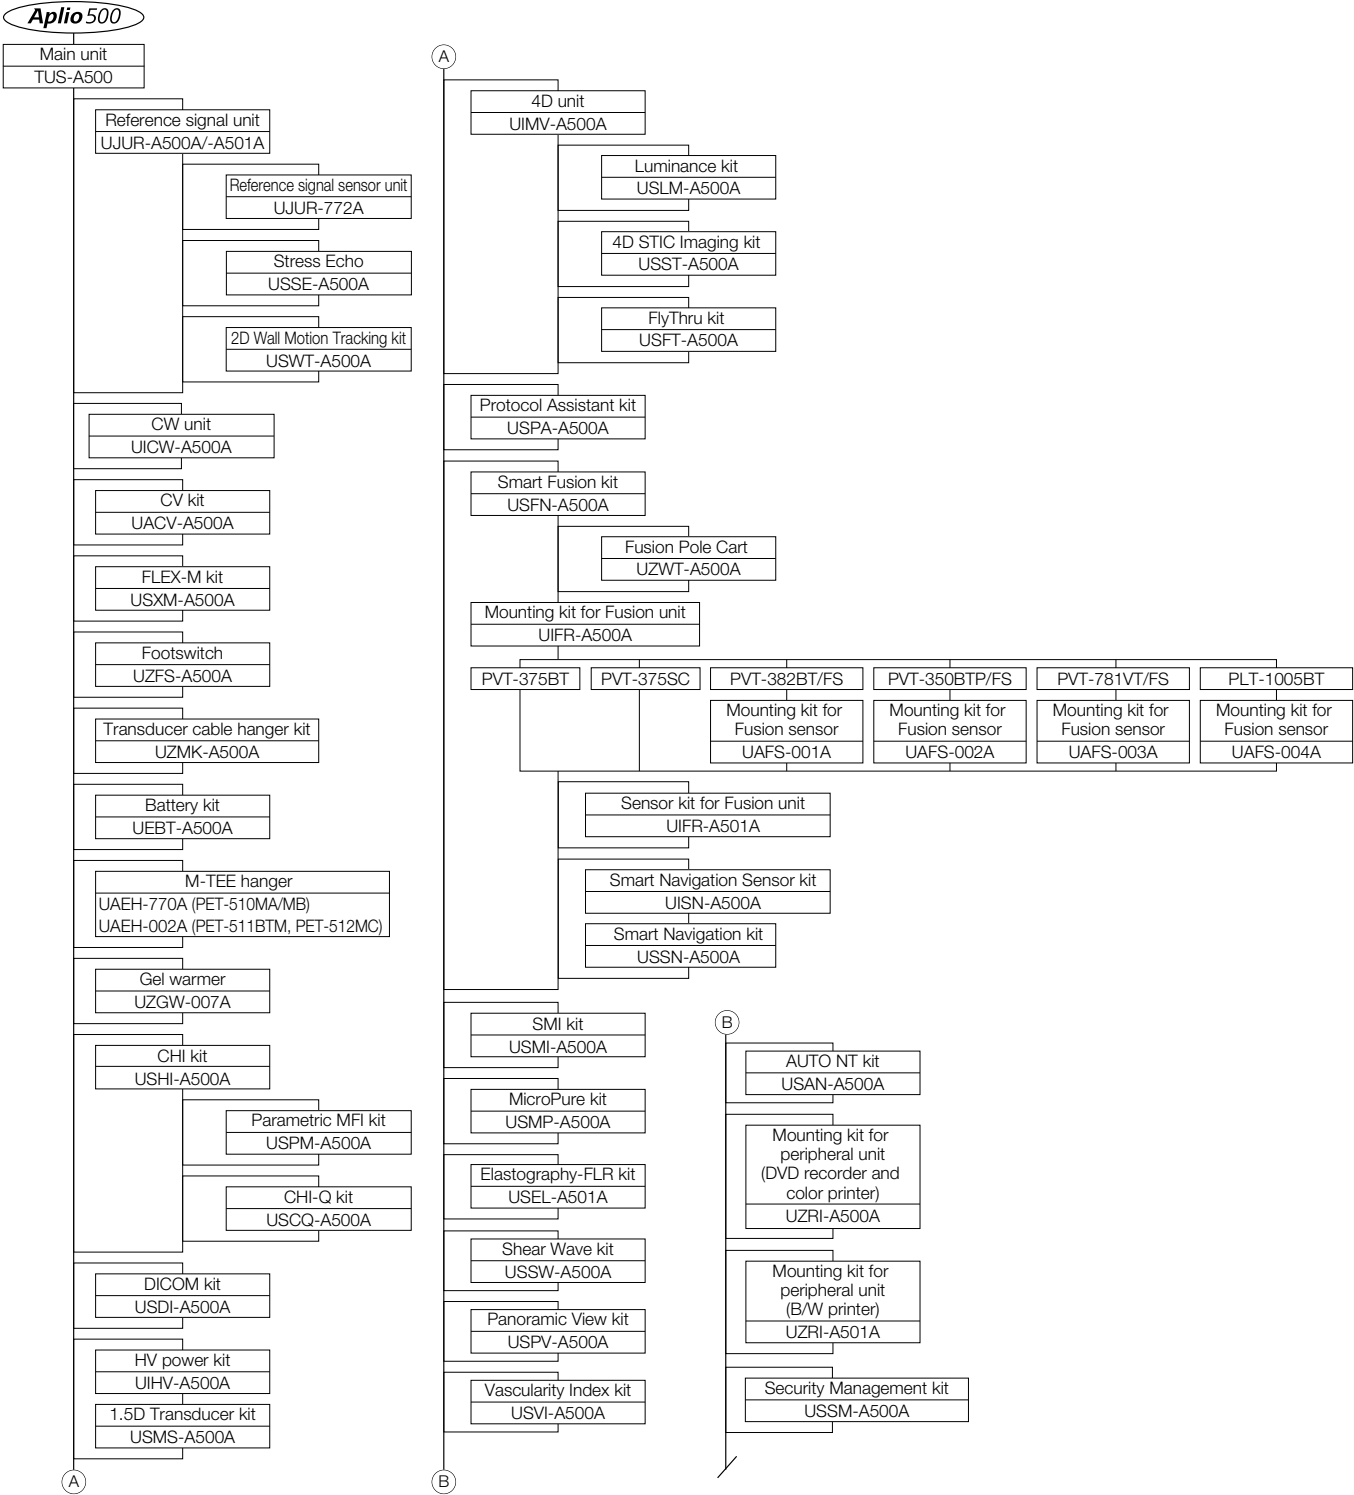 Aplio 500
Main unit
TUS-A500
Reference signal unit
UJUR-A500A/-A501A
Reference signal sensor unit
UJUR-772A
Stress Echo
USSE-A500A
2D Wall Motion Tracking kit
USWT-A500A
CW unit
UICW-A500A
CV kit
UACV-A500A
FLEX-M kit
USXM-A500A
Footswitch
UZFS-A500A
Transducer cable hanger kit
UZMK-A500A
Battery kit
UEBT-A500A
M-TEE hanger
UAEH-770A (PET-510MA/MB)
UAEH-002A (PET-511BTM, PET-512MC)
Gel warmer
UZGW-007A
CHI kit
USHI-A500A
Parametric MFI kit
USPM-A500A
CHI-Q kit
USCQ-A500A
DICOM kit
USDI-A500A
HV power kit
UIHV-A500A
1.5D Transducer kit
USMS-A500A
A
A
4D unit
UIMV-A500A
Luminance kit
USLM-A500A
4D STIC Imaging kit
USST-A500A
FlyThru kit
USFT-A500A
Protocol Assistant kit
USPA-A500A
Smart Fusion kit
USFN-A500A
Fusion Pole Cart
UZWT-A500A
Mounting kit for Fusion unit
UIFR-A500A
PVT-375BT
PVT-375SC
PVT-382BT/FS
Mounting kit for
Fusion sensor
UAFS-001A
PVT-350BTP/FS
Mounting kit for
Fusion sensor
UAFS-002A
PVT-781VT/FS
Mounting kit for
Fusion sensor
UAFS-003A
PLT-1005BT
Mounting kit for
Fusion sensor
UAFS-004A
Sensor kit for Fusion unit
UIFR-A501A
Smart Navigation Sensor kit
UISN-A500A
Smart Navigation kit
USSN-A500A
SMI kit
USMI-A500A
MicroPure kit
USMP-A500A
Elastography-FLR kit
USEL-A501A
Shear Wave kit
USSW-A500A
Panoramic View kit
USPV-A500A
Vascularity Index kit
USVI-A500A
B
B
AUTO NT kit
USAN-A500A
Mounting kit for
peripheral unit
(DVD recorder and
color printer)
UZRI-A500A
Mounting kit for
peripheral unit
(B/W printer)
UZRI-A501A
Security Management kit
USSM-A500A